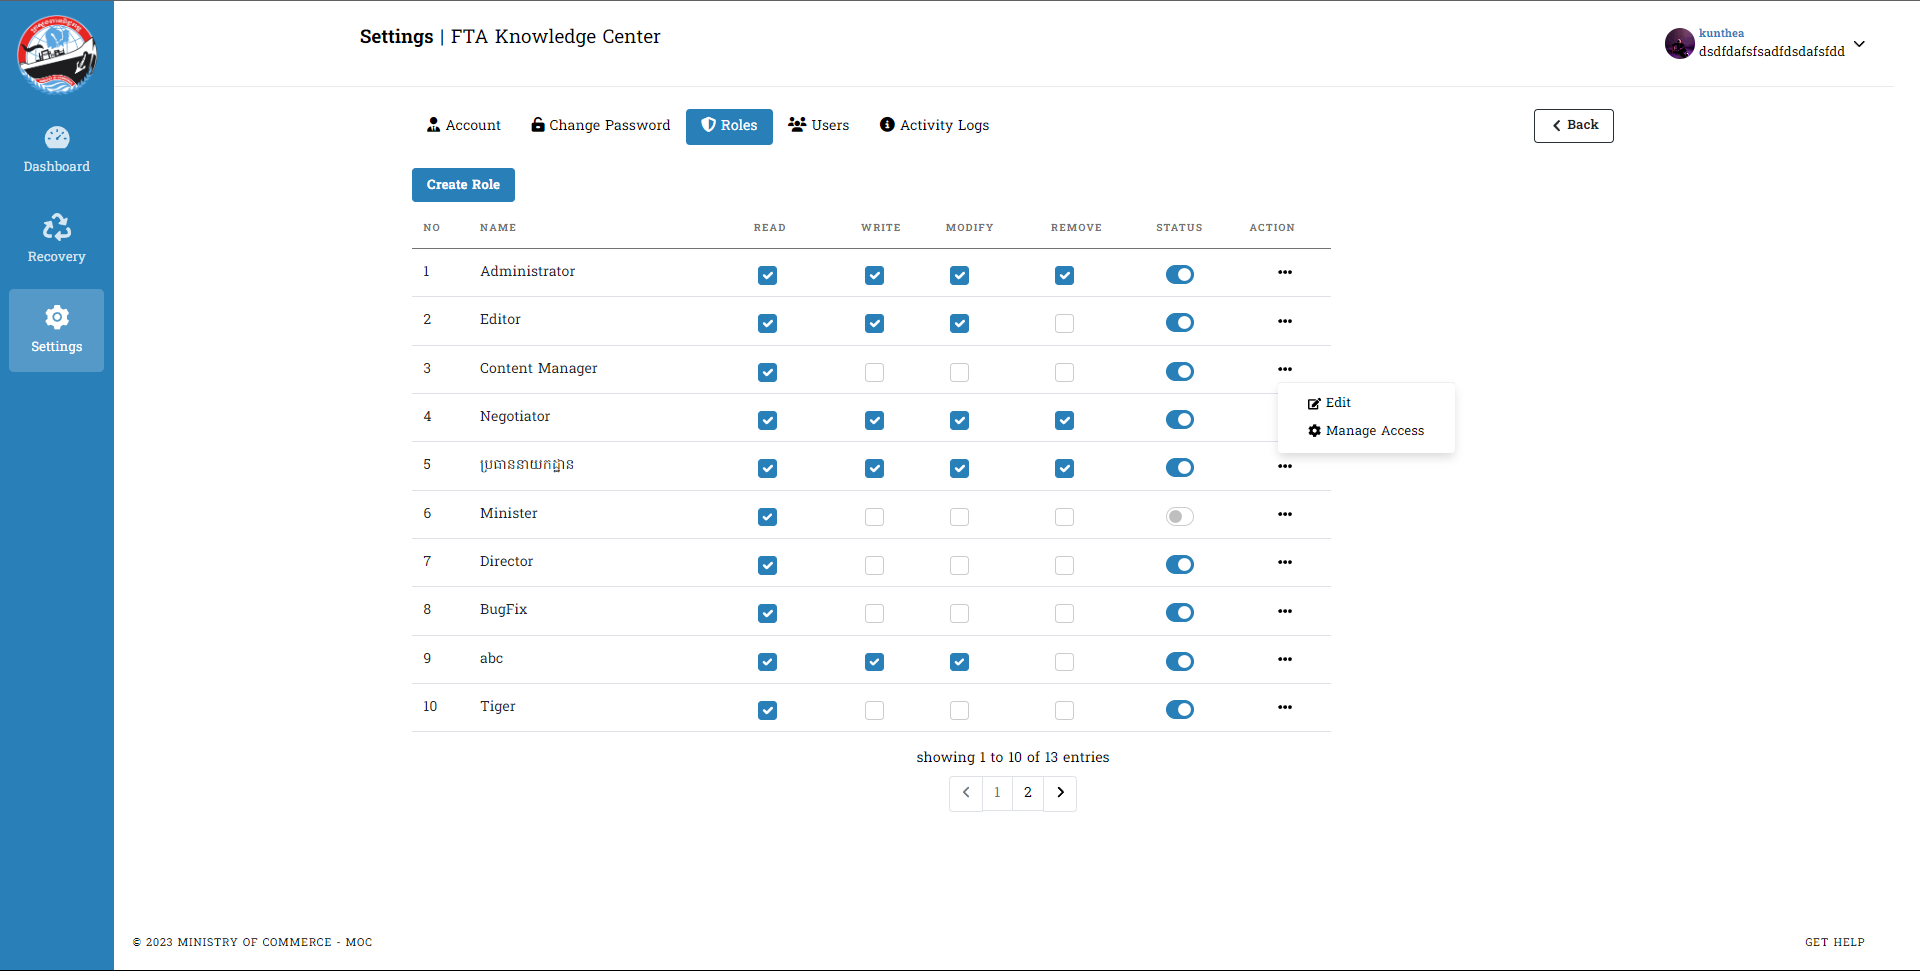 Settings | FTA Knowledge Center
kunthea
dsdfdafsfsadfdsdafsfdd
Dashboard
Recovery
Settings
Account Change Password Roles Users Activity Logs Back
Create Role
NO NAME READ WRITE MODIFY REMOVE STATUS ACTION
1 Administrator
2 Editor
3 Content Manager
Edit
Manage Access
4 Negotiator
5 ប្រធាននាយកដ្ឋាន
6 Minister
7 Director
8 BugFix
9 abc
10 Tiger
showing 1 to 10 of 13 entries
1 2
© 2023 MINISTRY OF COMMERCE - MOC
GET HELP